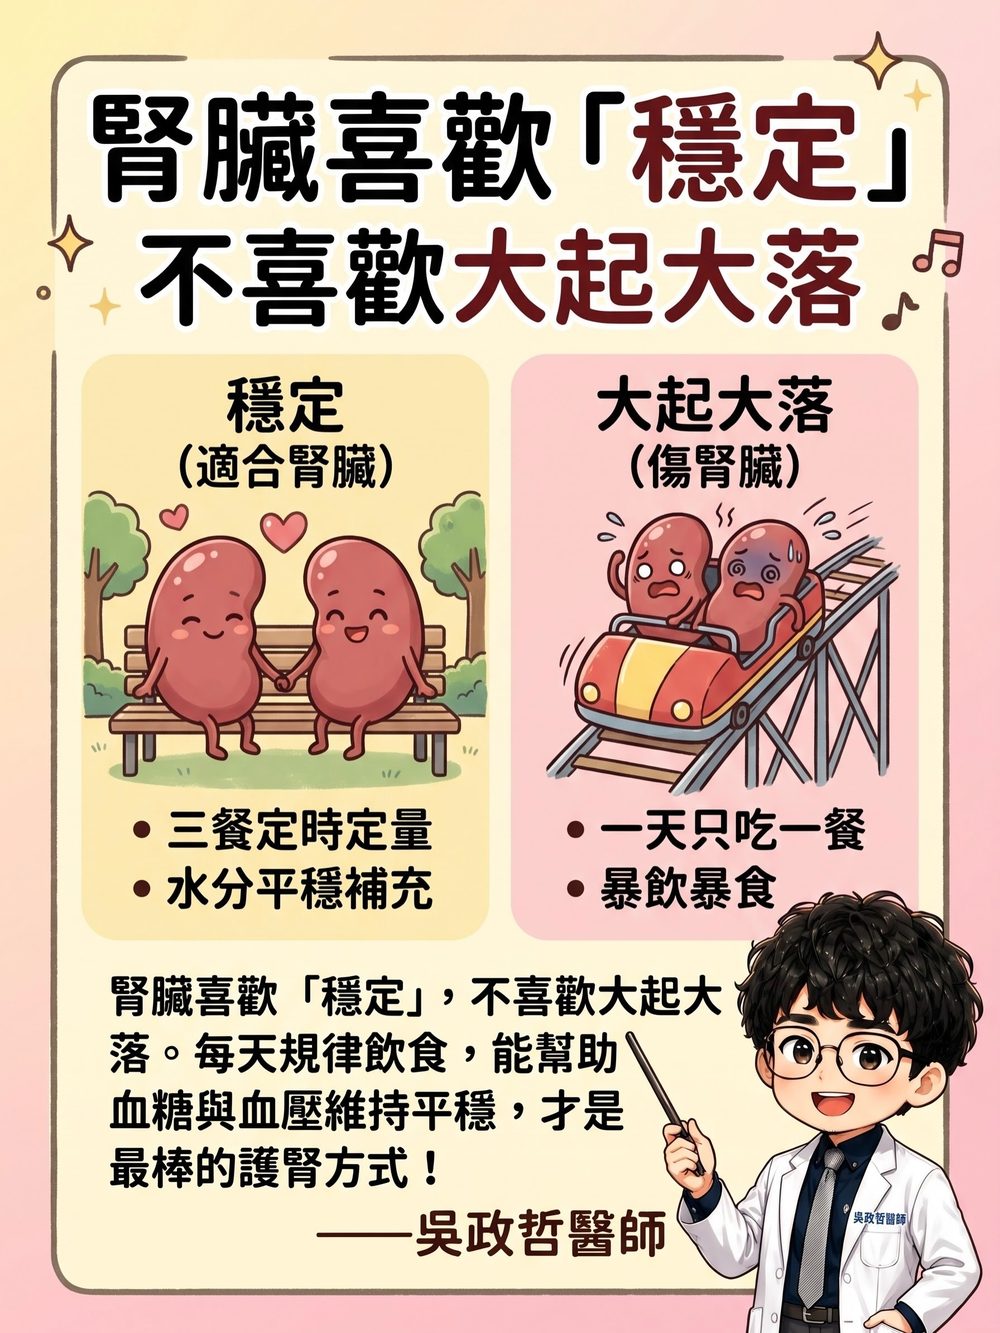 腎臟喜歡「穩定」
不喜歡大起大落
穩定
(適合腎臟)
• 三餐定時定量
• 水分平穩補充
大起大落
(傷腎臟)
• 一天只吃一餐
• 暴飲暴食
腎臟喜歡「穩定」,不喜歡大起大
落。每天規律飲食,能幫助
血糖與血壓維持平穩,才是
最棒的護腎方式!
——吳政哲醫師
吳政哲醫師